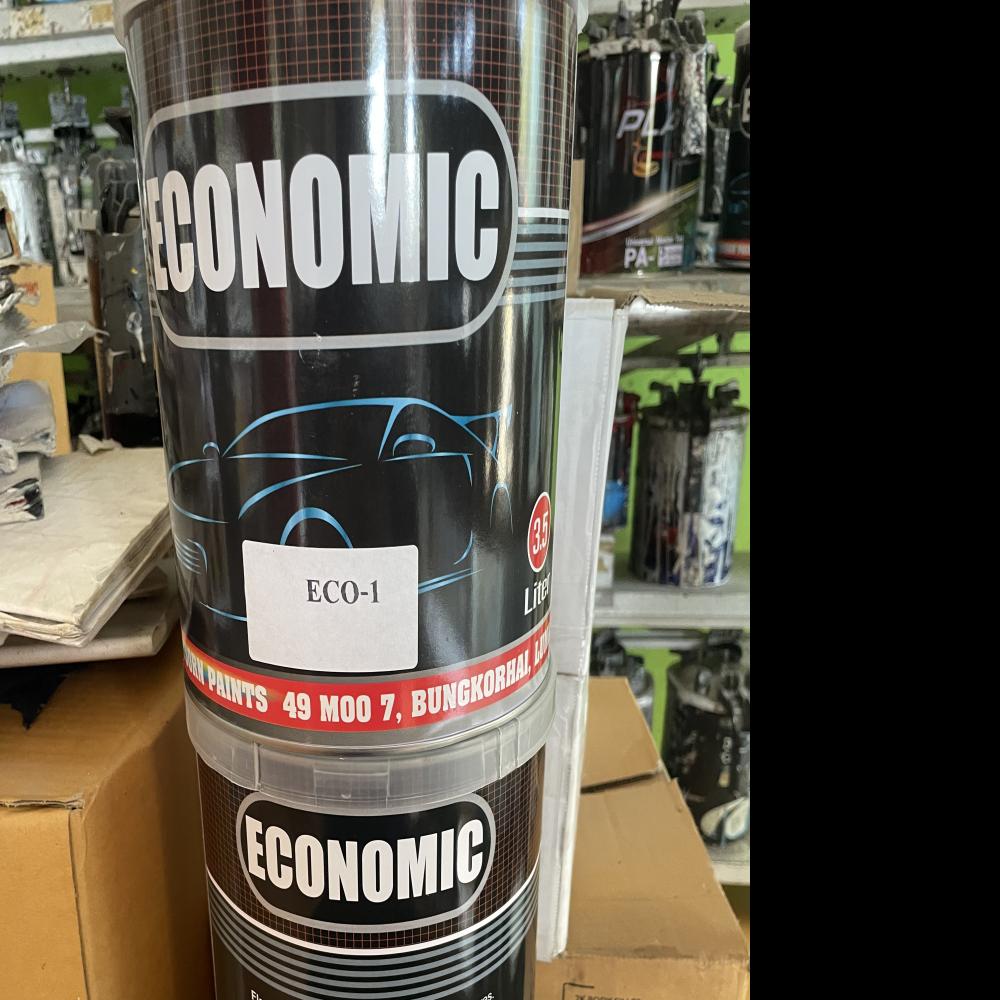 ECONOMIC
PA-
3.5
Liter
PAINTS 49 MOO 7, BUNGKORHAI,
ECO-1
ECONOMIC